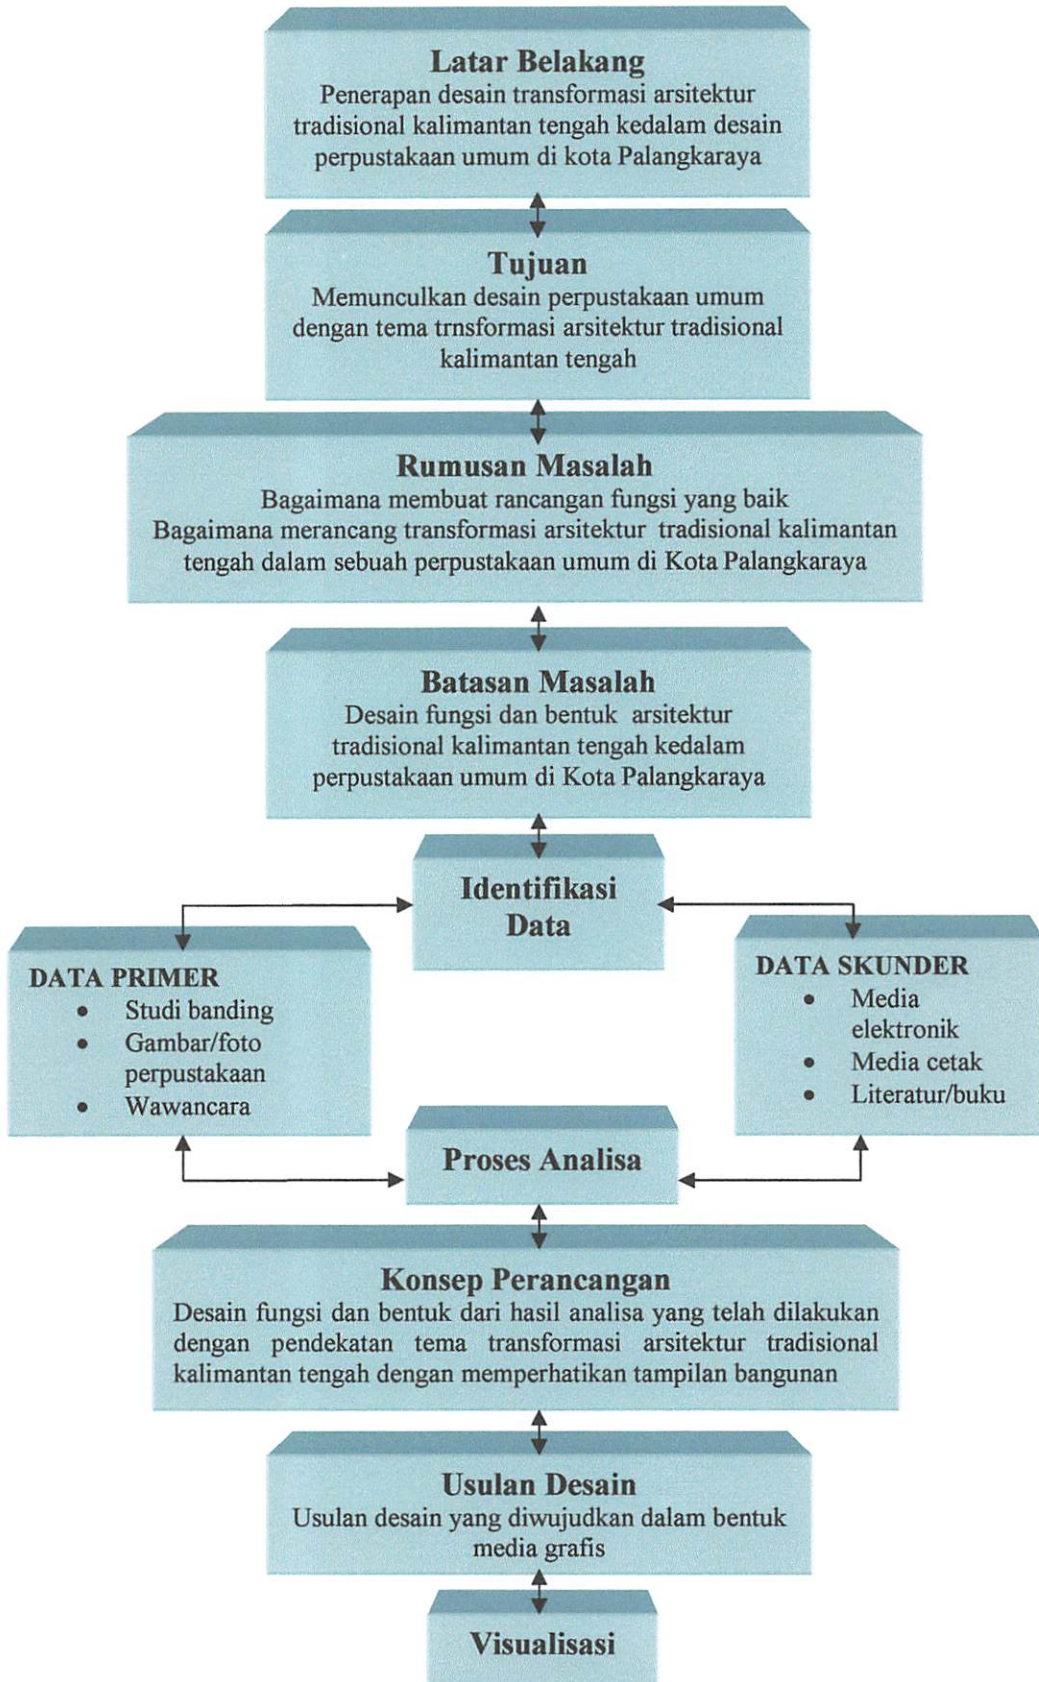 Latar Belakang
Penerapan desain transformasi arsitektur
tradisional kalimantan tengah kedalam desain
perpustakaan umum di kota Palangkaraya
Tujuan
Memunculkan desain perpustakaan umum
dengan tema trnsformasi arsitektur tradisional
kalimantan tengah
Rumusan Masalah
Bagaimana membuat rancangan fungsi yang baik
Bagaimana merancang transformasi arsitektur tradisional kalimantan
tengah dalam sebuah perpustakaan umum di Kota Palangkaraya
Batasan Masalah
Desain fungsi dan bentuk arsitektur
tradisional kalimantan tengah kedalam
perpustakaan umum di Kota Palangkaraya
Identifikasi
Data
DATA PRIMER
• Studi banding
• Gambar/foto
perpustakaan
• Wawancara
DATA SKUNDER
• Media
elektronik
• Media cetak
• Literatur/buku
Proses Analisa
Konsep Perancangan
Desain fungsi dan bentuk dari hasil analisa yang telah dilakukan
dengan pendekatan tema transformasi arsitektur tradisional
kalimantan tengah dengan memperhatikan tampilan bangunan
Usulan Desain
Usulan desain yang diwujudkan dalam bentuk
media grafis
Visualisasi